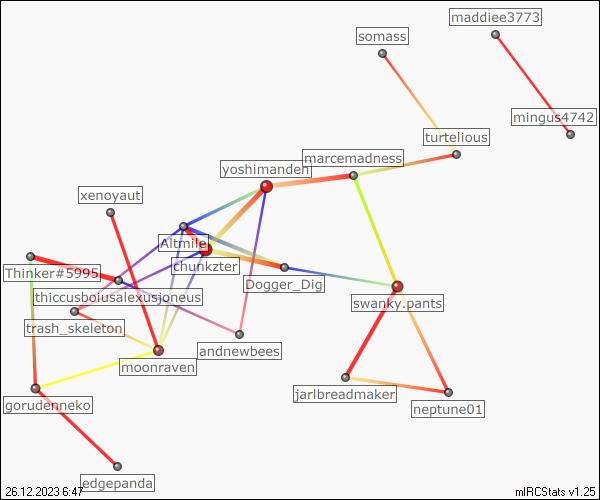 maddiee3773
somass
mingus4742
turtelious
marcemadness
yoshimandeh
xenoyaut
Altmile
chunkzter
Thinker#5995
Dogger_Dig
thiccusboiusalexusjoneus
swanky.pants
trash_skeleton
andnewbees
moonraven
jarlbreadmaker
gorudenneko
neptune01
edgepanda
26.12.2023 6:47
mIRCStats v1.25